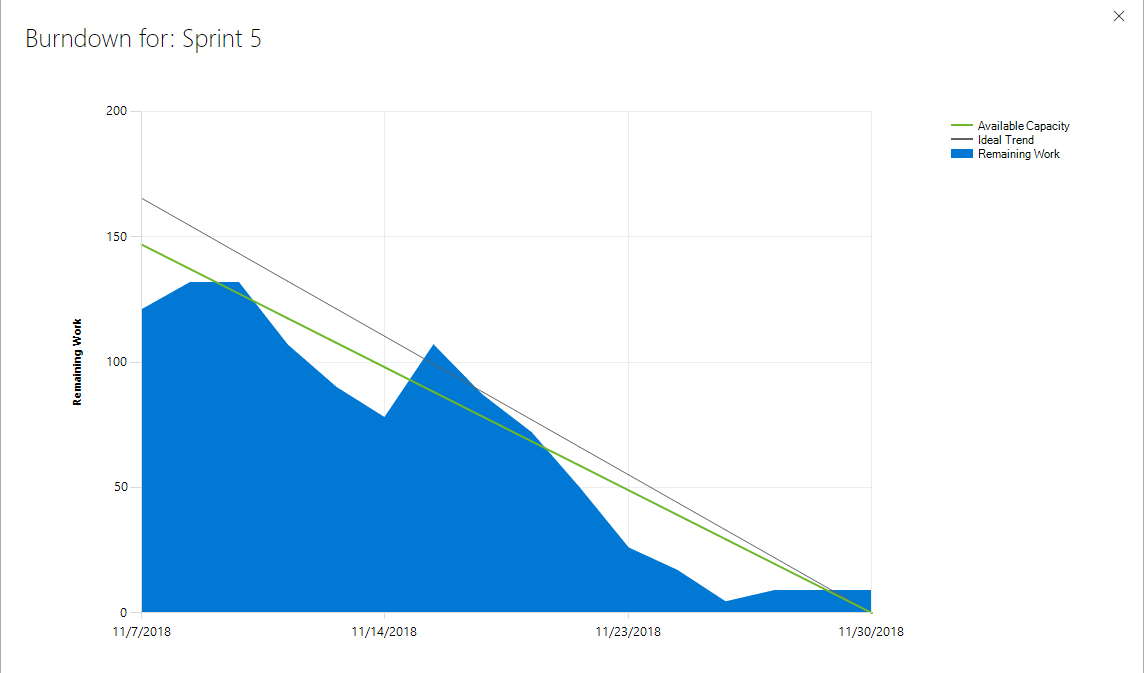 Burndown for: Sprint 5
200
150
100
50
0
Remaining Work
11/7/2018
11/14/2018
11/23/2018
11/30/2018
Available Capacity
Ideal Trend
Remaining Work